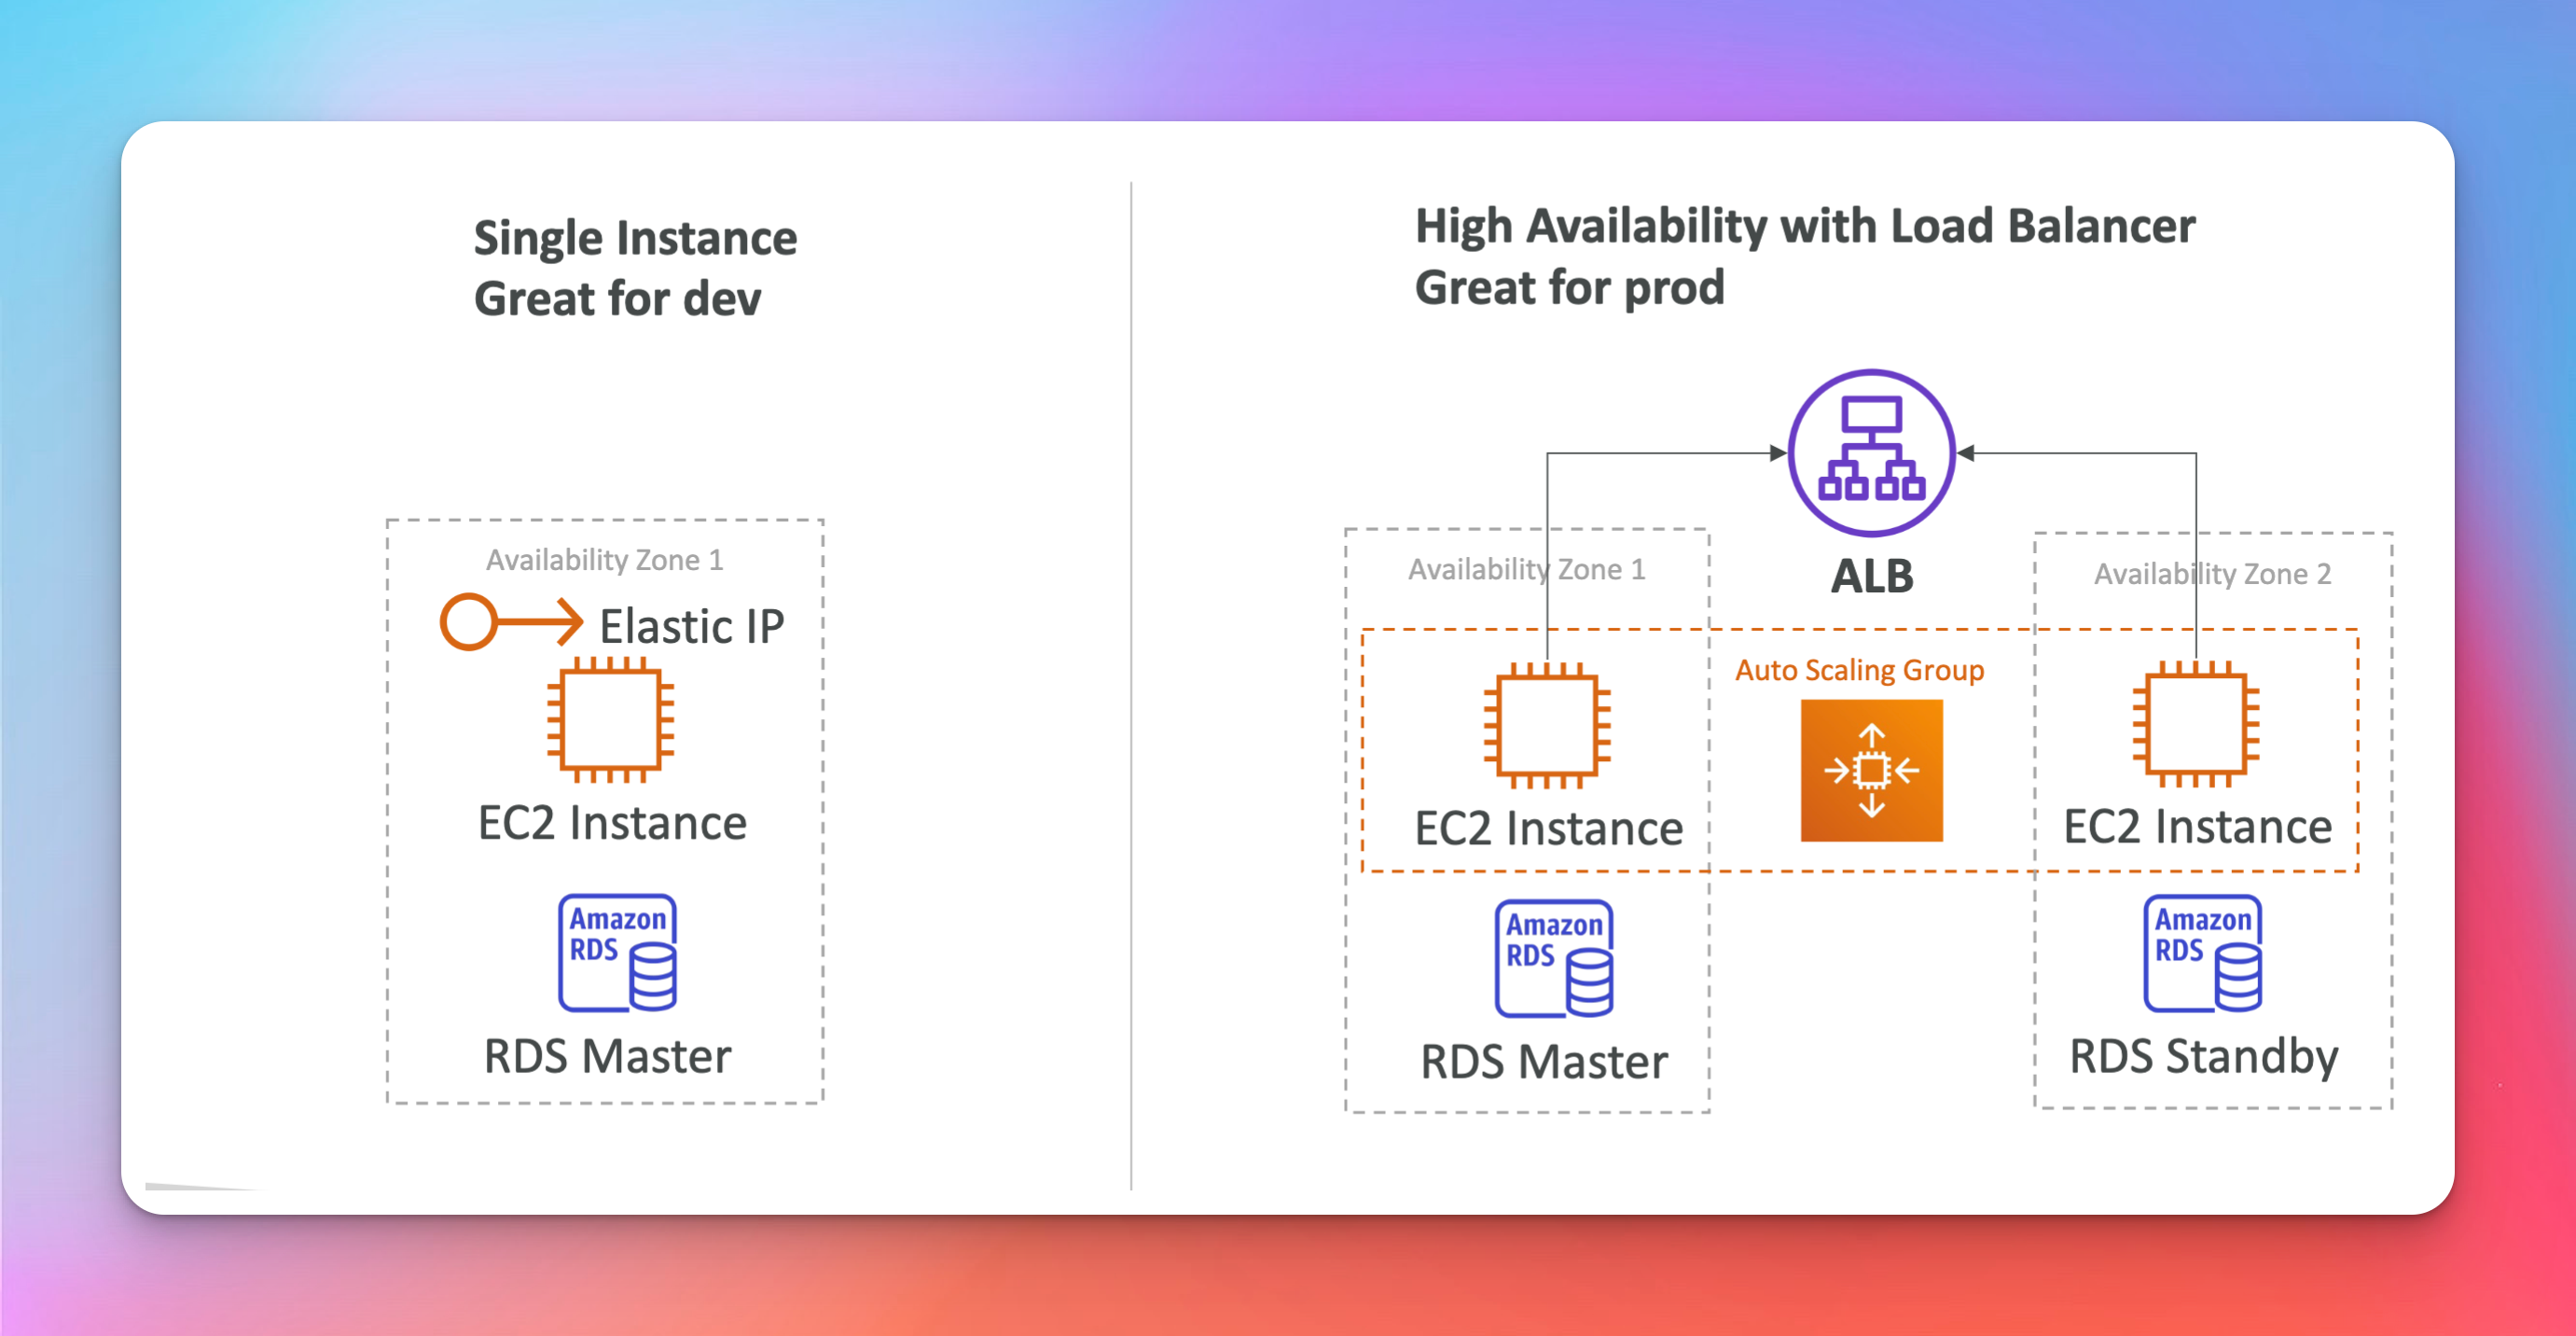 Single Instance
Great for dev
Availability Zone 1
Elastic IP
EC2 Instance
Amazon
RDS
RDS Master
High Availability with Load Balancer
Great for prod
ALB
Availability Zone 1
Availability Zone 2
Auto Scaling Group
EC2 Instance
EC2 Instance
Amazon
RDS
Amazon
RDS
RDS Master
RDS Standby